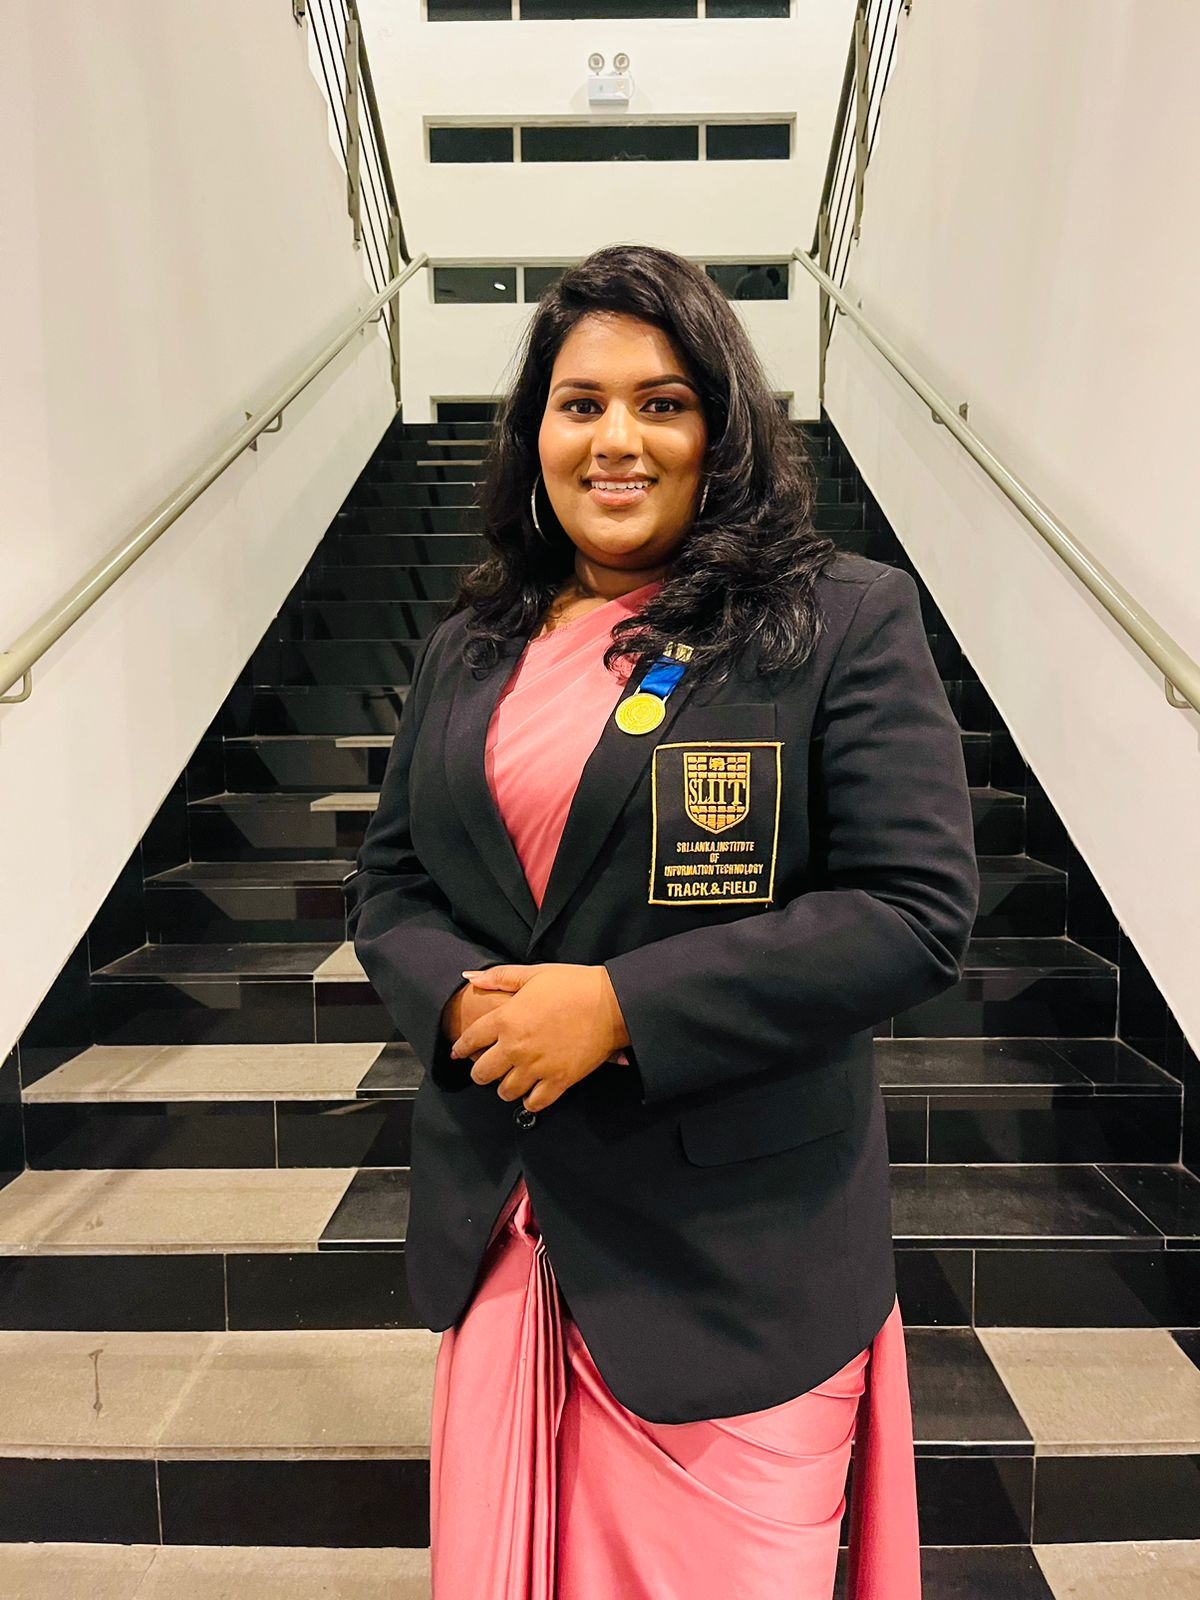 SLIIT
SRI LANKA INSTITUTE
OF
INFORMATION TECHNOLOGY
TRACK & FIELD